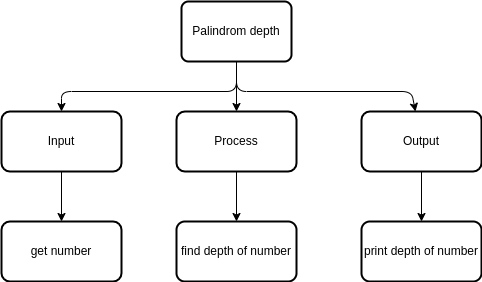 Palindrom depth
Input
Process
Output
get number
find depth of number
print depth of number